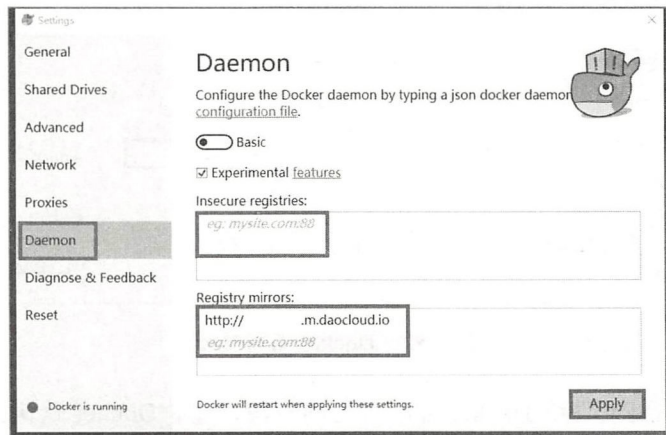 Settings
General
Shared Drives
Advanced
Network
Proxies
Daemon
Diagnose & Feedback
Reset
Docker is running
Daemon
Configure the Docker daemon by typing a json docker daemon
configuration file.
Basic
Experimental features
Insecure registries:
eg: mysite.com:88
Registry mirrors:
http:// .m.daocloud.io
eg: mysite.com:88
Docker will restart when applying these settings.
Apply